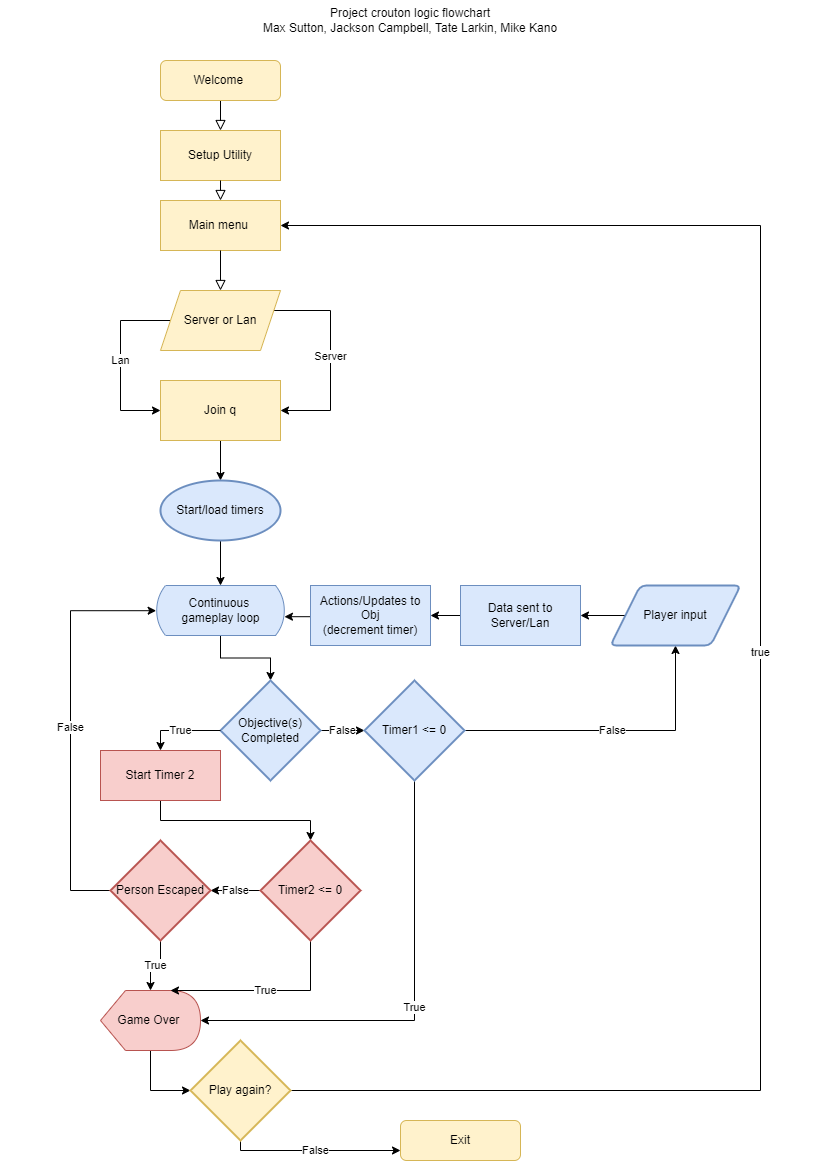 Project crouton logic flowchart
Max Sutton, Jackson Campbell, Tate Larkin, Mike Kano
Welcome
Setup Utility
Main menu
Server or Lan
Lan
Server
Join q
Start/load timers
Continuous
gameplay loop
Actions/Updates to
Obj
(decrement timer)
Data sent to
Server/Lan
Player input
true
False
Objective(s)
Completed
True
False
Timer1 <= 0
False
Start Timer 2
Person Escaped
False
Timer2 <= 0
True
True
True
Game Over
Play again?
False
Exit